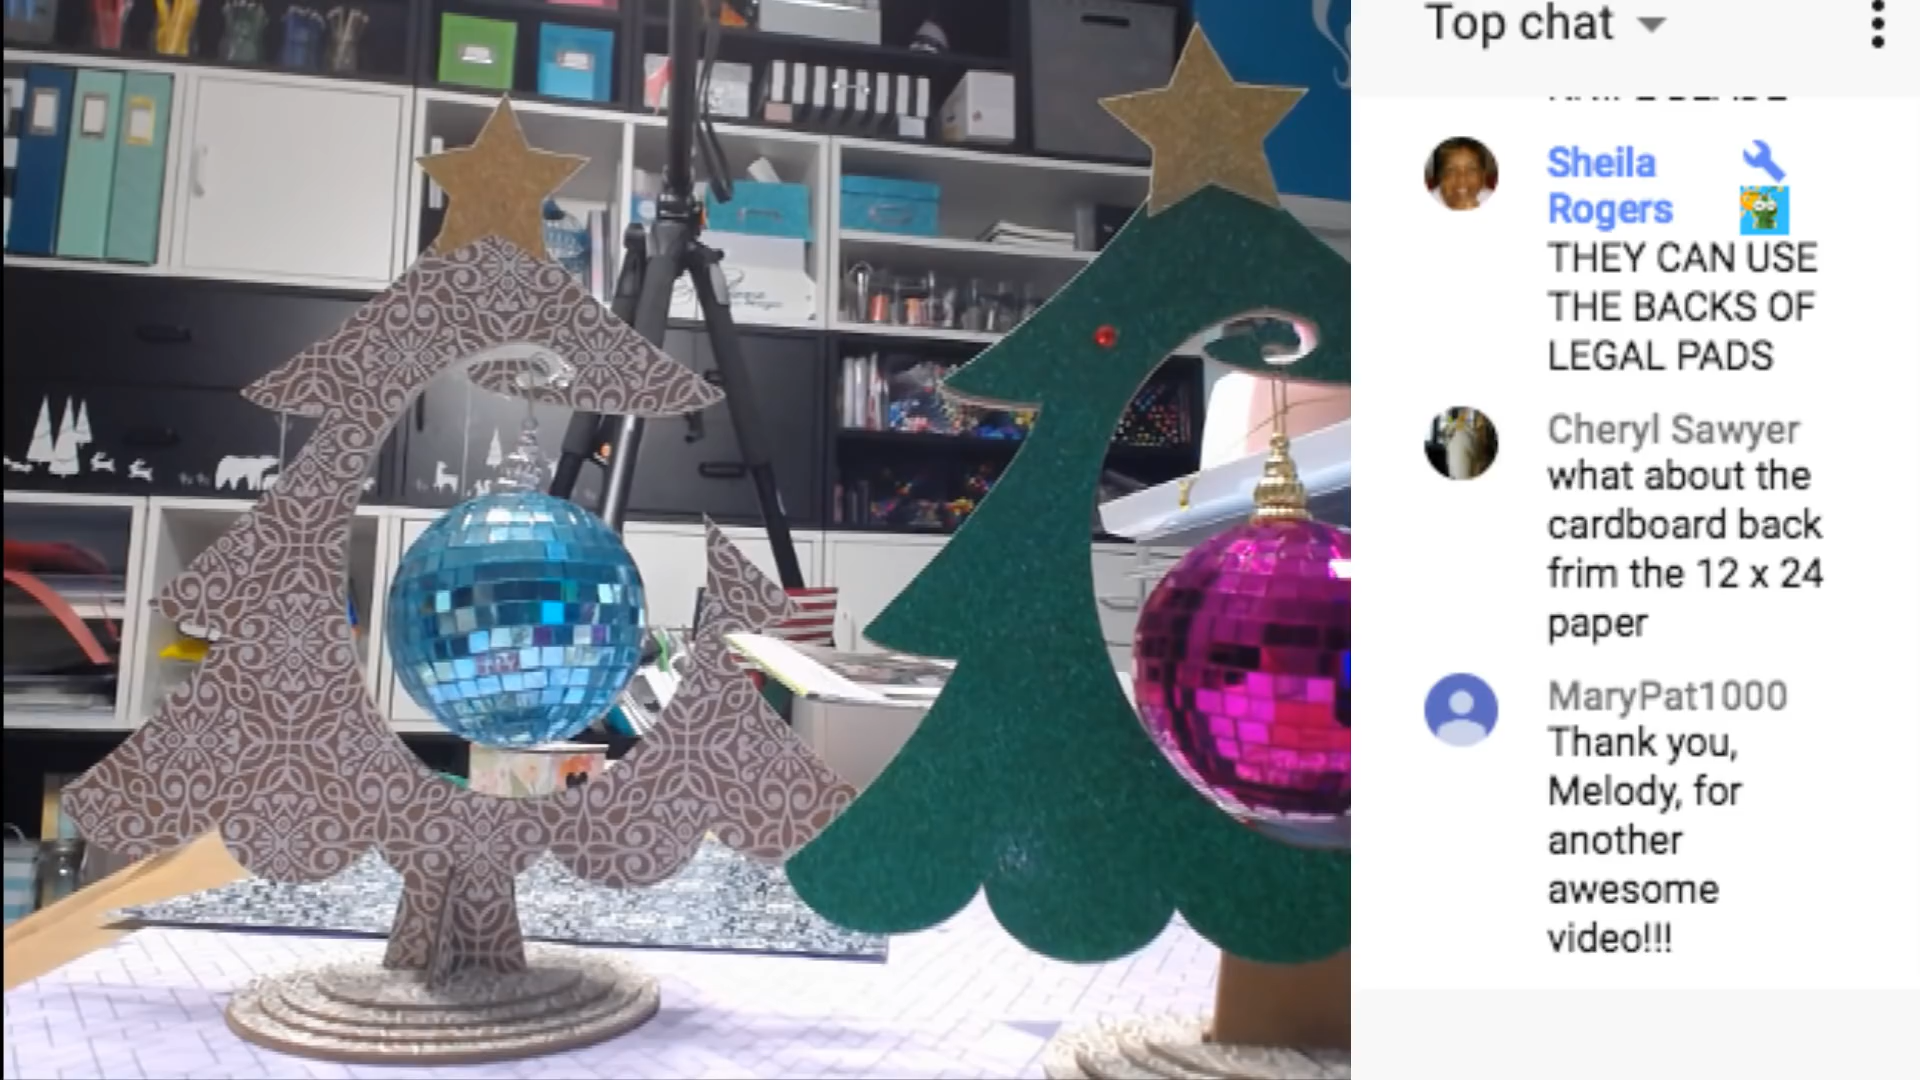 Top chat
Sheila
Rogers
THEY CAN USE
THE BACKS OF
LEGAL PADS
Cheryl Sawyer
what about the
cardboard back
frim the 12 x 24
paper
MaryPat1000
Thank you,
Melody, for
another
awesome
video!!!